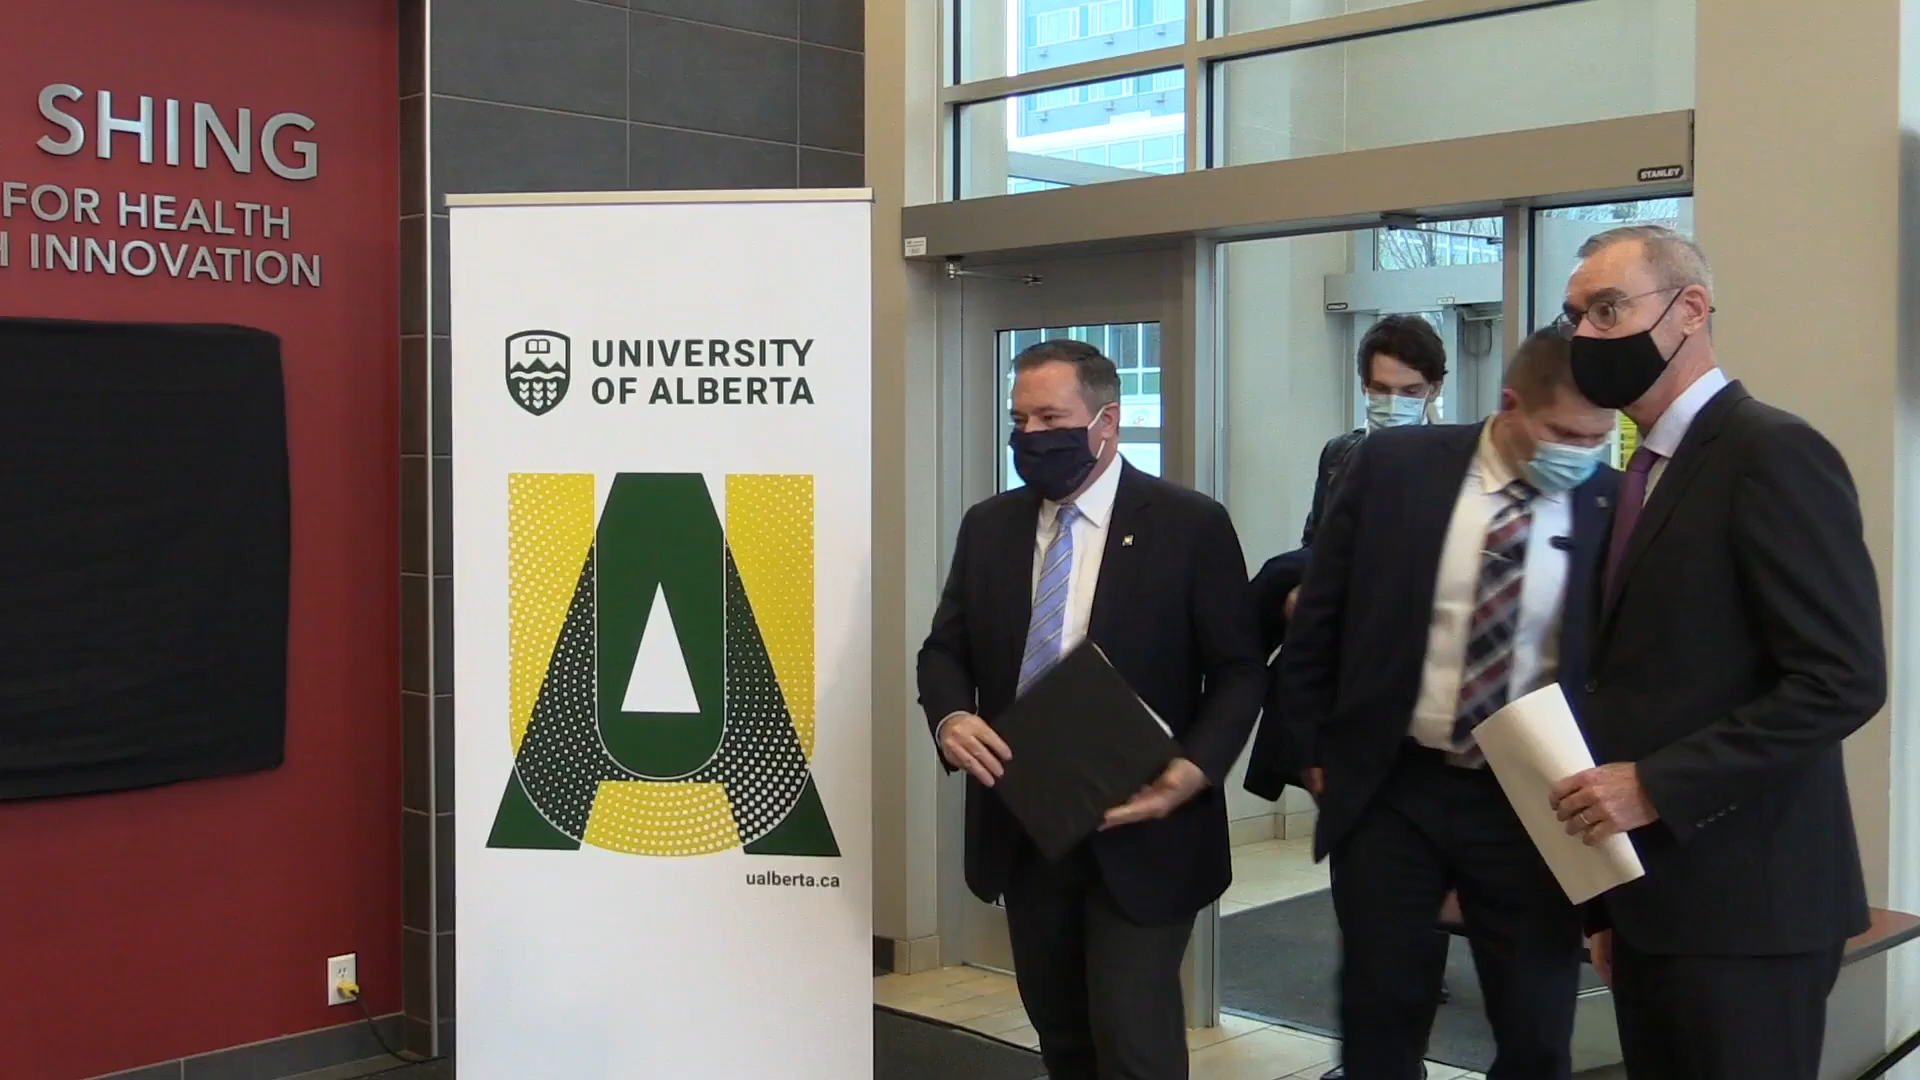 SHING
FOR HEALTH
H INNOVATION
UNIVERSITY
OF ALBERTA
ualberta.ca
STANLEY